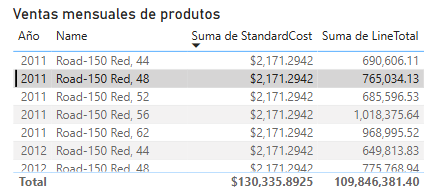 Ventas mensuales de produtos
Año Name Suma de StandardCost Suma de LineTotal
2011 Road-150 Red, 44 $2,171.2942 690,606.11
2011 Road-150 Red, 48 $2,171.2942 765,034.13
2011 Road-150 Red, 52 $2,171.2942 685,596.53
2011 Road-150 Red, 56 $2,171.2942 1,018,375.64
2011 Road-150 Red, 62 $2,171.2942 968,995.52
2012 Road-150 Red, 44 $2,171.2942 649,813.83
2012 Road-150 Red, 48 $2,171.2942 775,768.94
Total $130,335.8925 109,846,381.40